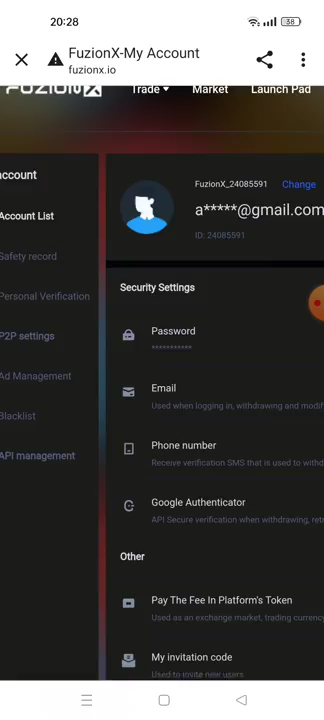 20:28
38
FuzionX-My Account
fuzionx.io
FUZIONX
Trade
Market
Launch Pad
account
Account List
Safety record
Personal Verification
P2P settings
Ad Management
Blacklist
API management
FuzionX_24085591
Change
a*****@gmail.com
ID: 24085591
Security Settings
Password
***********
Email
Used when logging in, withdrawing and modif
Phone number
Receive verification SMS that is used to withd
Google Authenticator
API Secure verification when withdrawing, retr
Other
Pay The Fee In Platform's Token
Used as an exchange market, trading currency
My invitation code
Used to invite new users